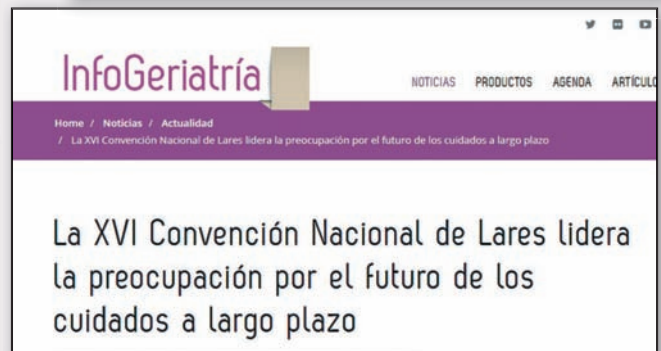 InfoGeriatría
NOTICIAS PRODUCTOS AGENDA
Home / Noticias / Actualidad
/ La XVI Convención Nacional de Lares lidera la preocupación por el futuro de los cuidados a largo plazo
La XVI Convención Nacional de Lares lidera
la preocupación por el futuro de los
cuidados a largo plazo